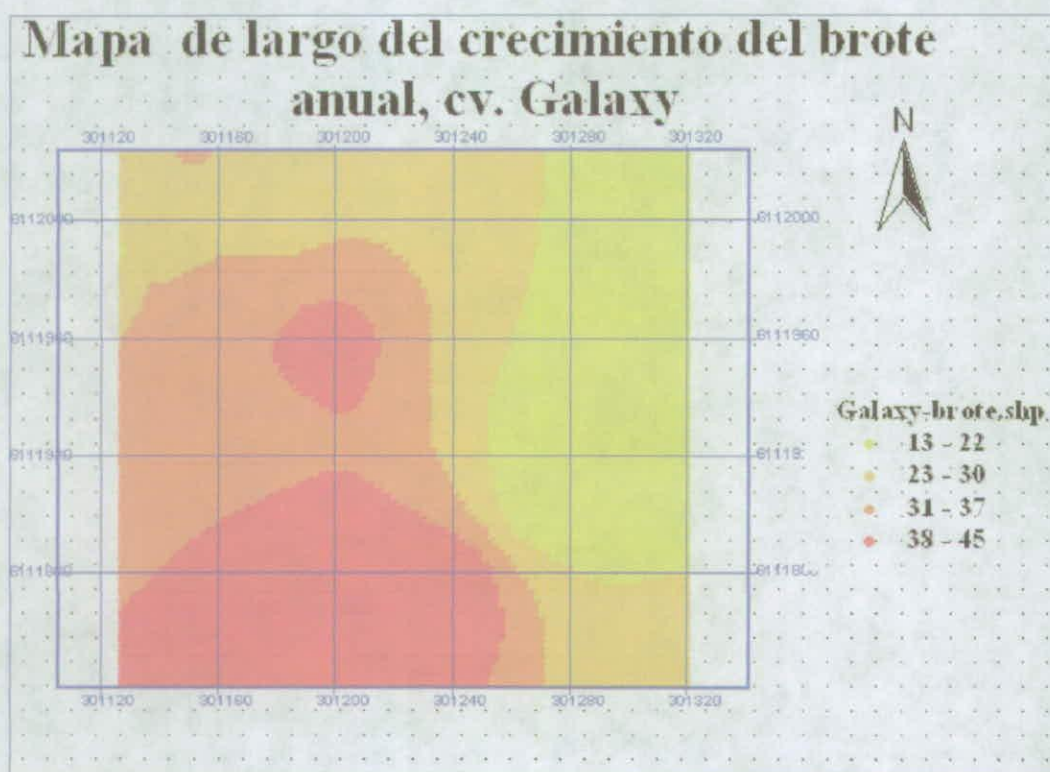 Mapa de largo del crecimiento del brote
anual, cv. Galaxy
N
301120 301160 301200 301240 301280 301320
6112000 6112000
6111960 6111960
Galaxy-brote.shp
13 - 22
23 - 30
31 - 37
38 - 45
301120 301160 301200 301240 301280 301320